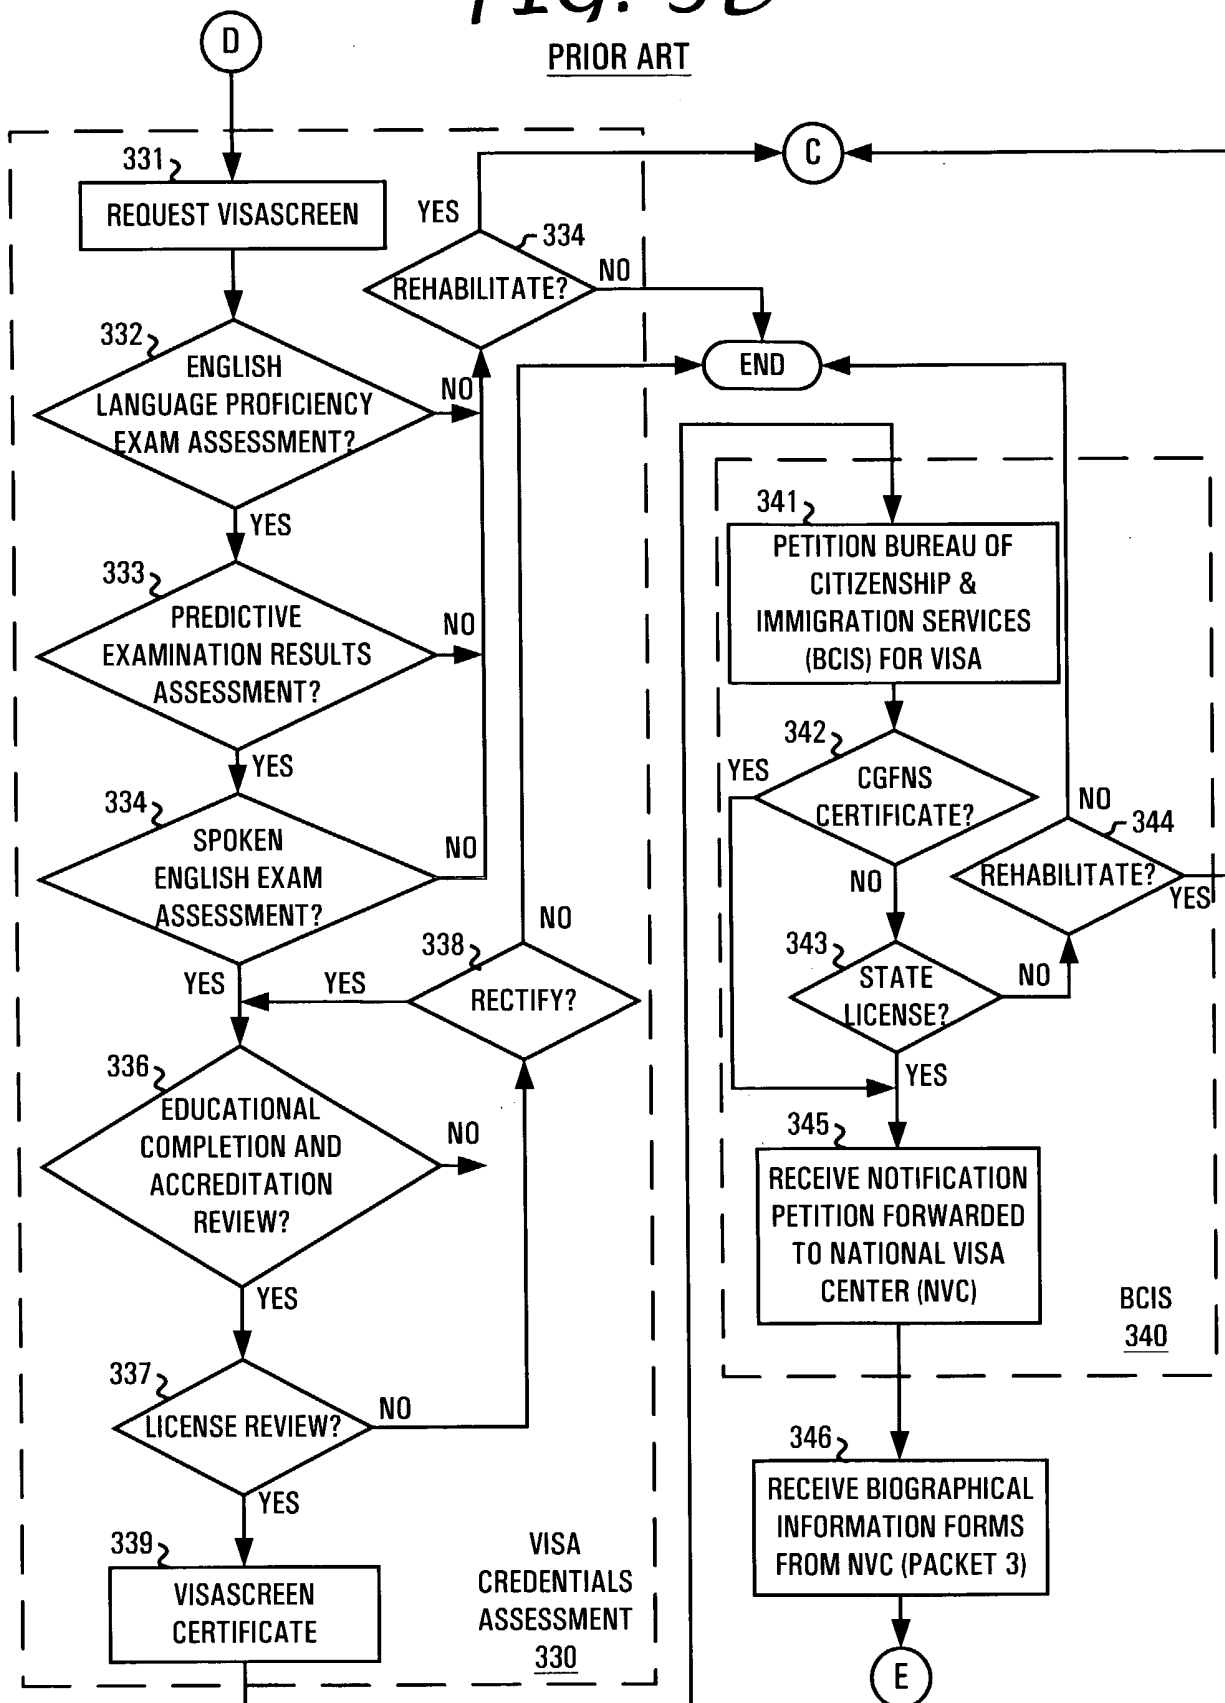 FIG. 3B
PRIOR ART
D
C
331
REQUEST VISASCREEN
YES
334
REHABILITATE?
NO
332
ENGLISH
LANGUAGE PROFICIENCY
EXAM ASSESSMENT?
NO
YES
END
333
PREDICTIVE
EXAMINATION RESULTS
ASSESSMENT?
NO
YES
334
SPOKEN
ENGLISH EXAM
ASSESSMENT?
NO
YES
338
RECTIFY?
YES
NO
336
EDUCATIONAL
COMPLETION AND
ACCREDITATION
REVIEW?
NO
YES
337
LICENSE REVIEW?
NO
YES
339
VISASCREEN
CERTIFICATE
VISA
CREDENTIALS
ASSESSMENT
330
341
PETITION BUREAU OF
CITIZENSHIP &
IMMIGRATION SERVICES
(BCIS) FOR VISA
342
CGFNS
CERTIFICATE?
YES
NO
343
STATE
LICENSE?
NO
YES
344
REHABILITATE?
NO
YES
345
RECEIVE NOTIFICATION
PETITION FORWARDED
TO NATIONAL VISA
CENTER (NVC)
BCIS
340
346
RECEIVE BIOGRAPHICAL
INFORMATION FORMS
FROM NVC (PACKET 3)
E